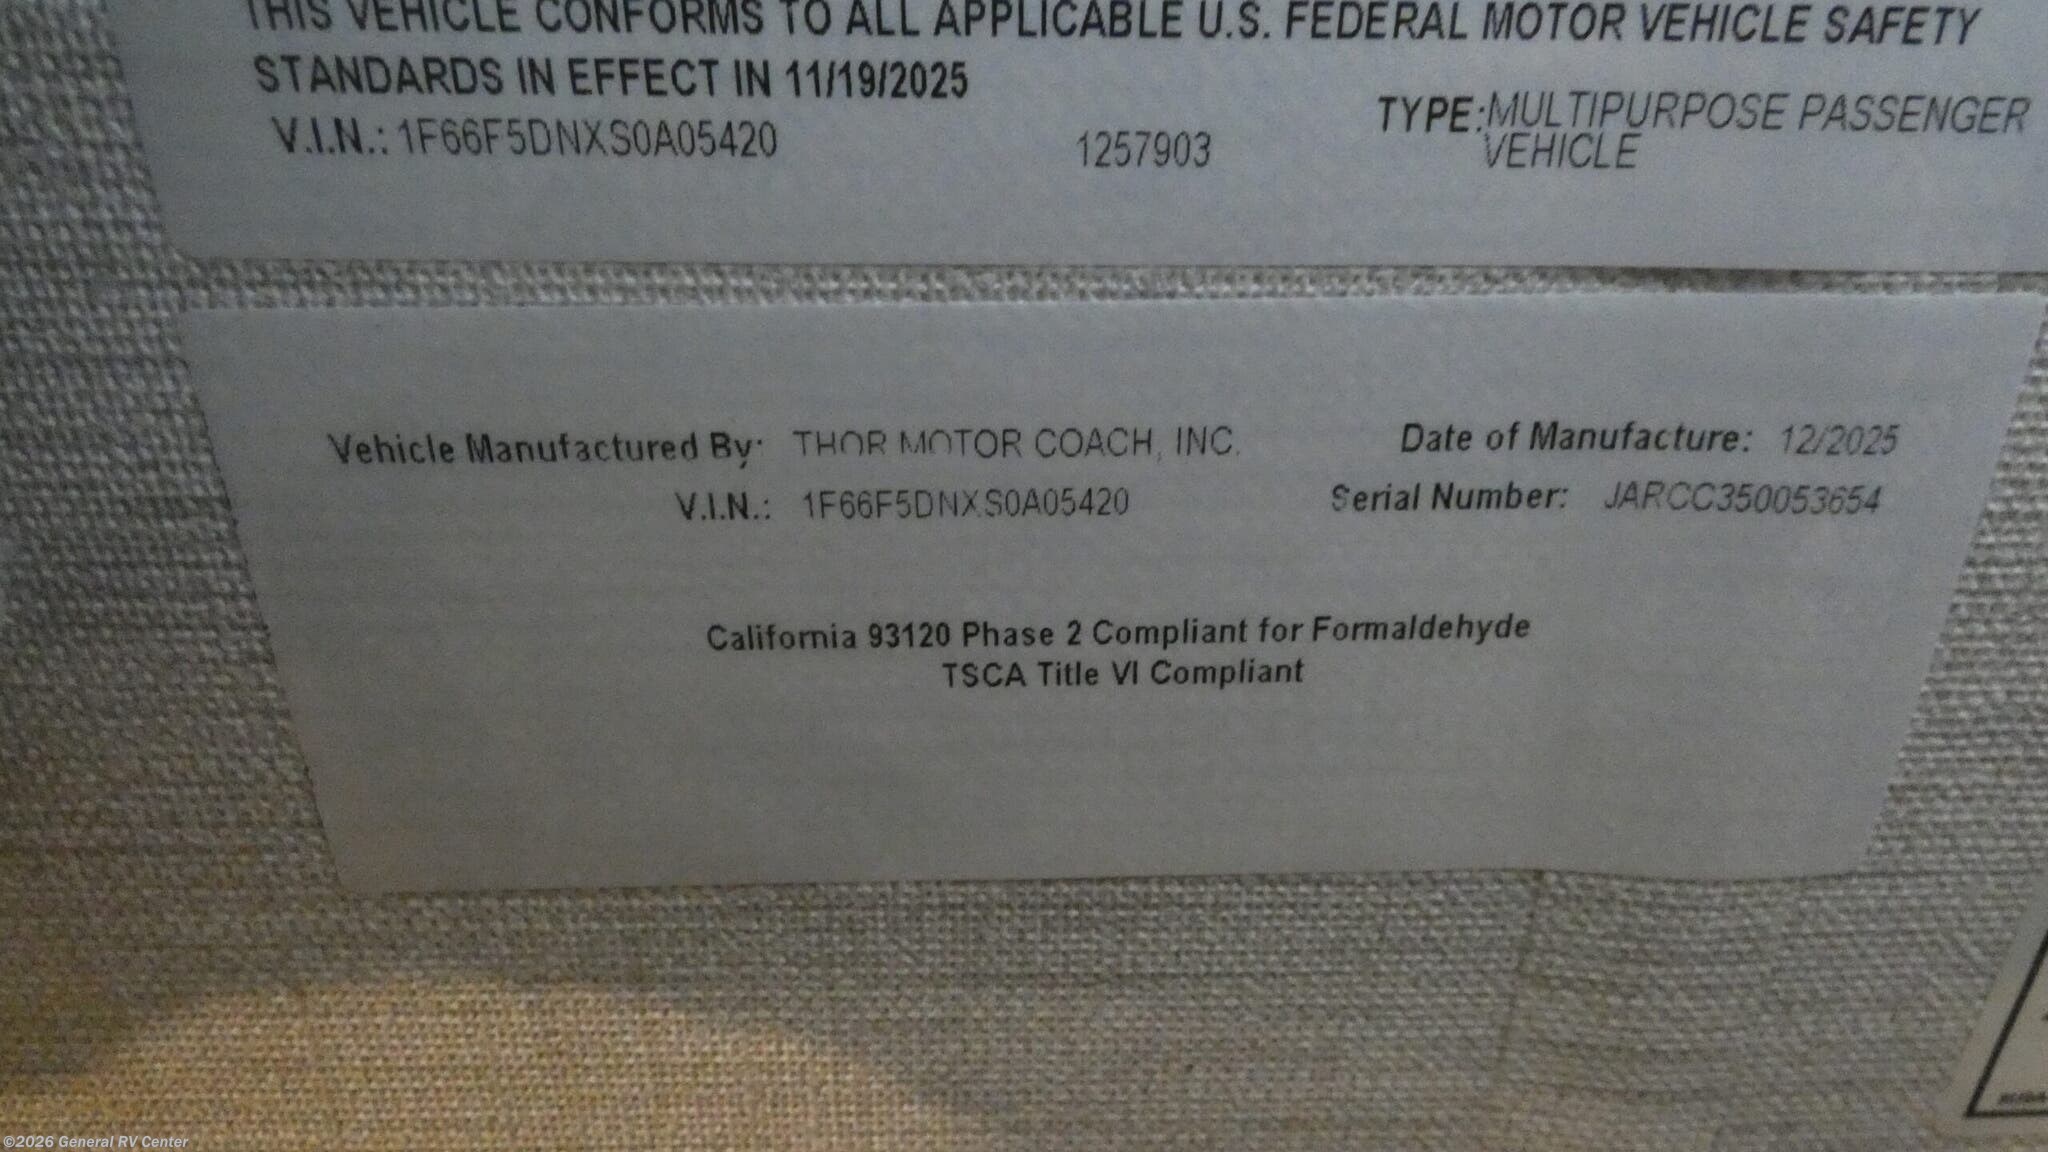 THIS VEHICLE CONFORMS TO ALL APPLICABLE U.S. FEDERAL MOTOR VEHICLE SAFETY
STANDARDS IN EFFECT IN 11/19/2025
V.I.N.: 1F66F5DNXS0A05420 1257903 TYPE: MULTIPURPOSE PASSENGER
VEHICLE
Vehicle Manufactured By: THOR MOTOR COACH, INC. Date of Manufacture: 12/2025
V.I.N.: 1F66F5DNXS0A05420 Serial Number: JARCC350053654
California 93120 Phase 2 Compliant for Formaldehyde
TSCA Title VI Compliant
©2026 General RV Center